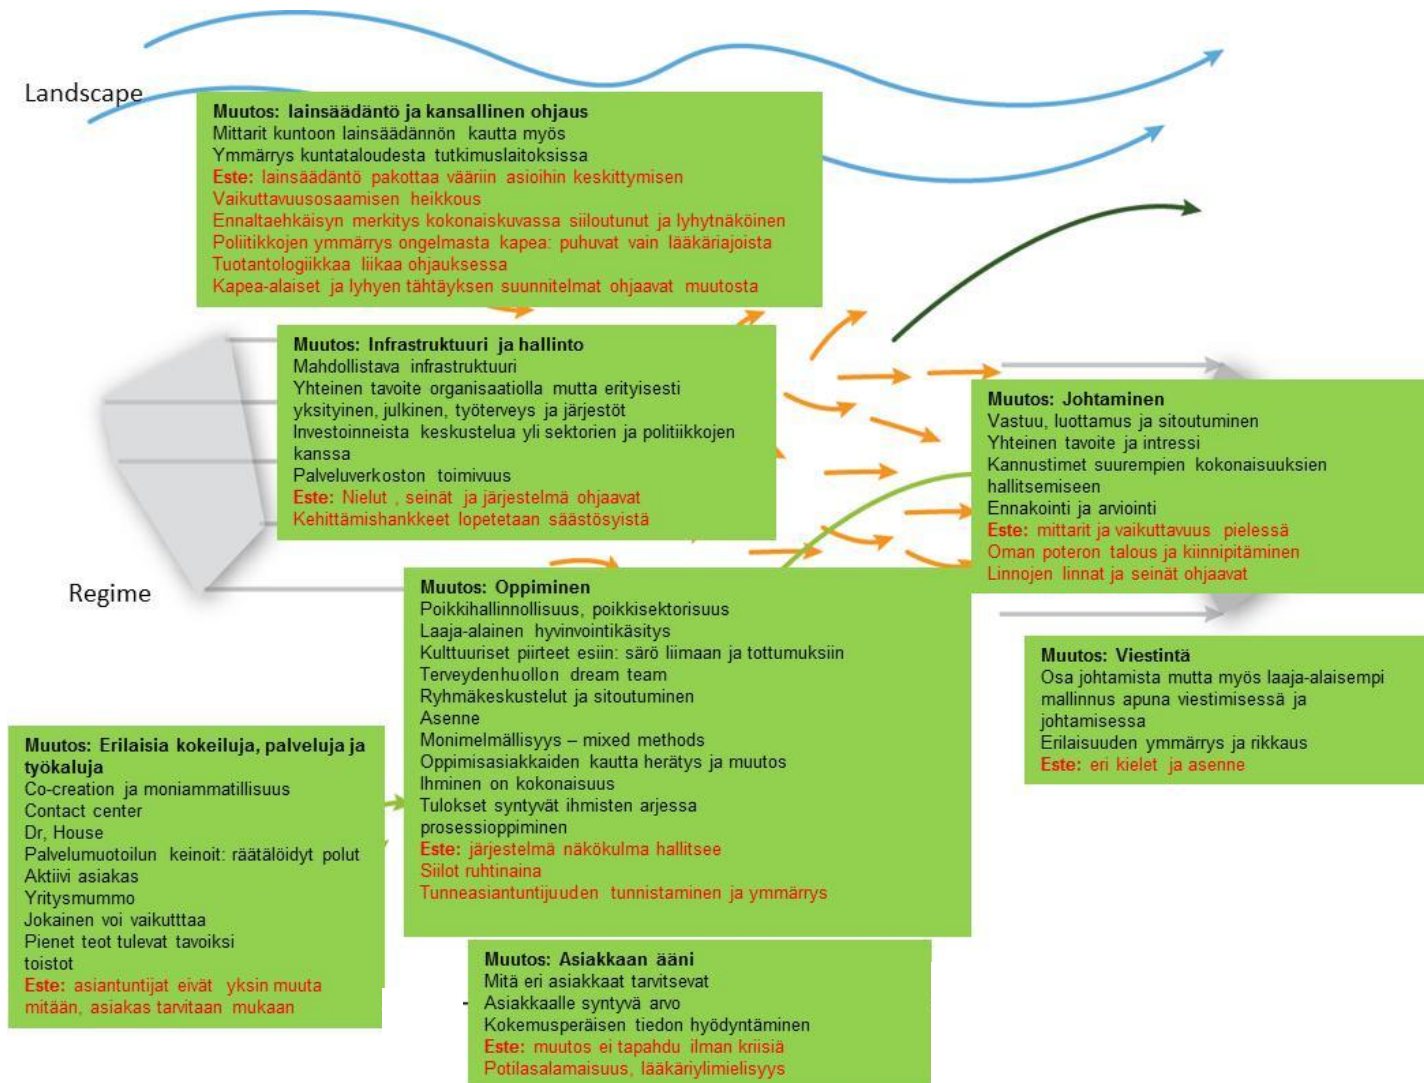 Landscape
Muutos: lainsäädäntö ja kansallinen ohjaus
Mittarit kuntoon lainsäädännön kautta myös
Ymmärrys kuntataloudesta tutkimuslaitoksissa
Este: lainsäädäntö pakottaa vääriin asioihin keskittymisen
Vaikuttavuusosaamisen heikkous
Ennaltaehkäisyn merkitys kokonaiskuvassa siiloutunut ja lyhytnäköinen
Poliitikkojen ymmärrys ongelmasta kapea: puhuvat vain lääkäriajoista
Tuotantologiikkaa liikaa ohjauksessa
Kapea-alaiset ja lyhyen tähtäyksen suunnitelmat ohjaavat muutosta
Muutos: Infrastruktuuri ja hallinto
Mahdollistava infrastruktuuri
Yhteinen tavoite organisaatiolla mutta erityisesti
yksityinen, julkinen, työterveys ja järjestöt
Investoinneista keskustelua yli sektorien ja politiikkojen
kanssa
Palveluverkoston toimivuus
Este: Nielut , seinät ja järjestelmä ohjaavat
Kehittämishankkeet lopetetaan säästösyistä
Muutos: Johtaminen
Vastuu, luottamus ja sitoutuminen
Yhteinen tavoite ja intressi
Kannustimet suurempien kokonaisuuksien
hallitsemiseen
Ennakointi ja arviointi
Este: mittarit ja vaikuttavuus pielessä
Oman poteron talous ja kiinnipitäminen
Linnojen linnat ja seinät ohjaavat
Regime
Muutos: Oppiminen
Poikkihallinnollisuus, poikkisektorisuus
Laaja-alainen hyvinvointikäsitys
Kulttuuriset piirteet esiin: särö liimaan ja tottumuksiin
Terveydenhuollon dream team
Ryhmäkeskustelut ja sitoutuminen
Asenne
Monimelmällisyys – mixed methods
Oppimisasiakkaiden kautta herätys ja muutos
Ihminen on kokonaisuus
Tulokset syntyvät ihmisten arjessa
prosessioppiminen
Este: järjestelmä näkökulma hallitsee
Siilot ruhtinaina
Tunneasiantuntijuuden tunnistaminen ja ymmärrys
Muutos: Viestintä
Osa johtamista mutta myös laaja-alaisempi
mallinnus apuna viestimisessä ja
johtamisessa
Erilaisuuden ymmärrys ja rikkaus
Este: eri kielet ja asenne
Muutos: Erilaisia kokeiluja, palveluja ja
työkaluja
Co-creation ja moniammatillisuus
Contact center
Dr, House
Palvelumuotoilun keinoit: räätälöidyt polut
Aktiivi asiakas
Yritysmummo
Jokainen voi vaikutttaa
Pienet teot tulevat tavoiksi
toistot
Este: asiantuntijat eivät yksin muuta
mitään, asiakas tarvitaan mukaan
Muutos: Asiakkaan ääni
Mitä eri asiakkaat tarvitsevat
Asiakkaalle syntyvä arvo
Kokemusperäisen tiedon hyödyntäminen
Este: muutos ei tapahdu ilman kriisiä
Potilasalamaisuus, lääkäriylimielisyys